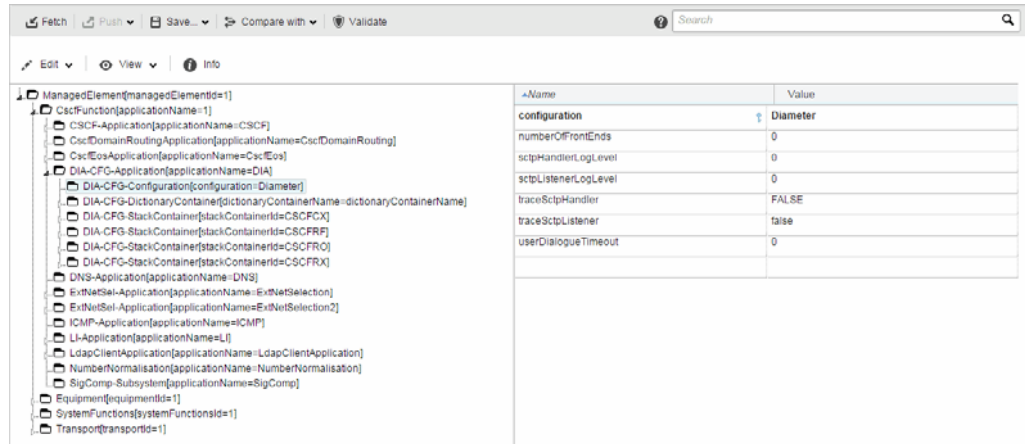 Fetch Push Save... Compare with Validate Search
Edit View Info
ManagedElement[managedElementId=1]
CscfFunction[applicationName=1]
CSCF-Application[applicationName=CSCF]
CscfDomainRoutingApplication[applicationName=CscfDomainRouting]
CscfEosApplication[applicationName=CscfEos]
DIA-CFG-Application[applicationName=DIA]
DIA-CFG-Configuration[configuration=Diameter]
DIA-CFG-DictionaryContainer[dictionaryContainerName=dictionaryContainerName]
DIA-CFG-StackContainer[stackContainerId=CSCFCX]
DIA-CFG-StackContainer[stackContainerId=CSCFRF]
DIA-CFG-StackContainer[stackContainerId=CSCFRO]
DIA-CFG-StackContainer[stackContainerId=CSCFRX]
DNS-Application[applicationName=DNS]
ExtNetSel-Application[applicationName=ExtNetSelection]
ExtNetSel-Application[applicationName=ExtNetSelection2]
ICMP-Application[applicationName=ICMP]
LI-Application[applicationName=LI]
LdapClientApplication[applicationName=LdapClientApplication]
NumberNormalisation[applicationName=NumberNormalisation]
SigComp-Subsystem[applicationName=SigComp]
Equipment[equipmentId=1]
SystemFunctions[systemFunctionsId=1]
Transport[transportId=1]
Name Value
configuration Diameter
numberOfFrontEnds 0
sctpHandlerLogLevel 0
sctpListenerLogLevel 0
traceSctpHandler FALSE
traceSctpListener false
userDialogueTimeout 0